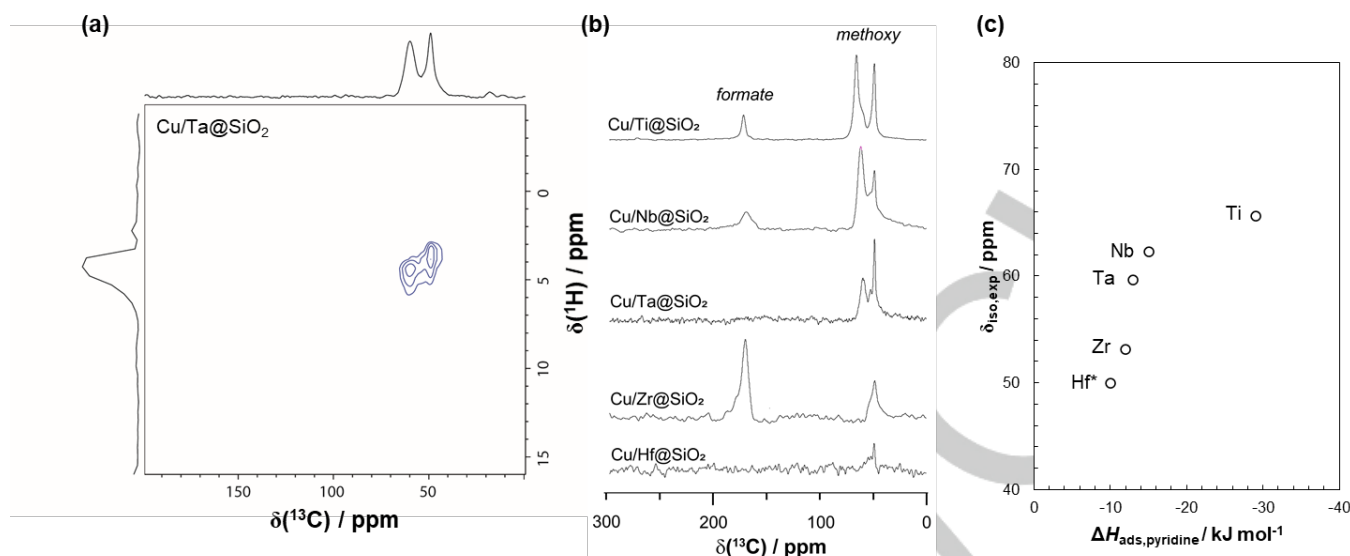 (a)
Cu/Ta@SiO₂
0
5
10
15
δ(¹H) / ppm
150 100 50
δ(¹³C) / ppm
(b)
methoxy
formate
Cu/Ti@SiO₂
Cu/Nb@SiO₂
Cu/Ta@SiO₂
Cu/Zr@SiO₂
Cu/Hf@SiO₂
300 200 100 0
δ(¹³C) / ppm
(c)
80
70
60
50
40
δiso,exp / ppm
Ti
Nb
Ta
Zr
Hf*
0 -10 -20 -30 -40
ΔHads,pyridine / kJ mol⁻¹